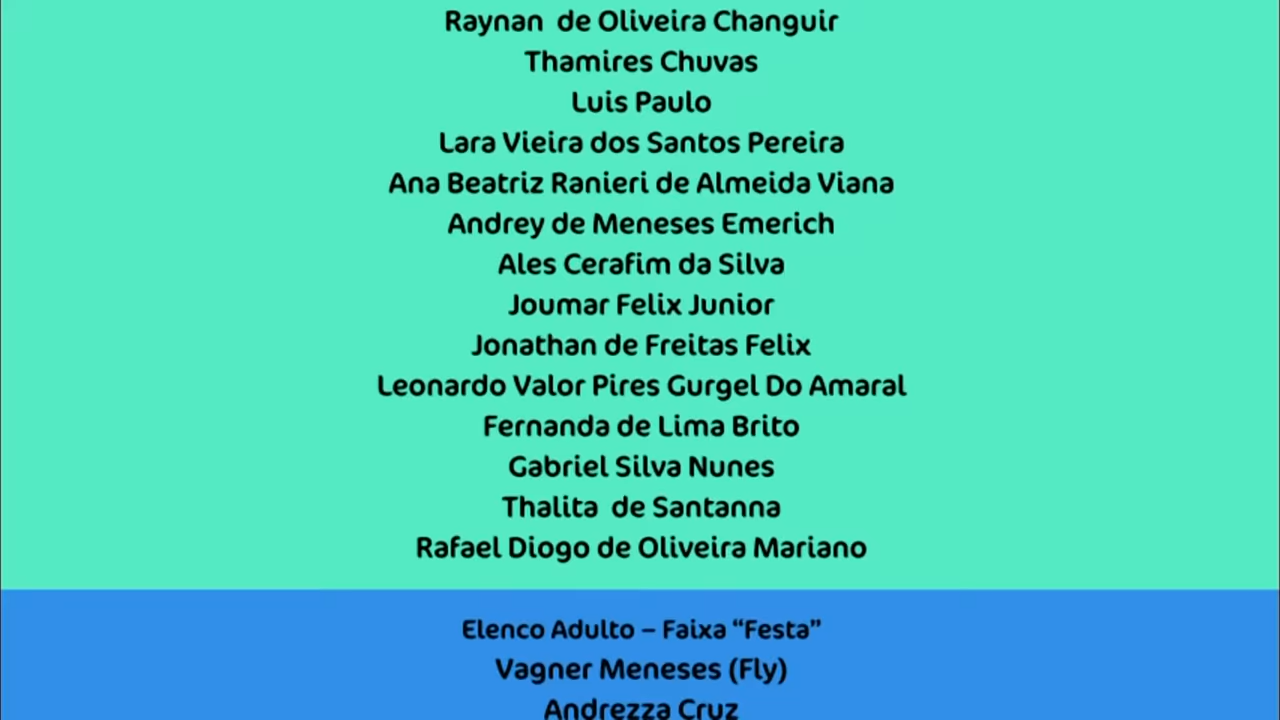 Raynan  de Oliveira Changuir
Thamires Chuvas
Luis Paulo
Lara Vieira dos Santos Pereira
Ana Beatriz Ranieri de Almeida Viana
Andrey de Meneses Emerich
Ales Cerafim da Silva
Joumar Felix Junior
Jonathan de Freitas Felix
Leonardo Valor Pires Gurgel Do Amaral
Fernanda de Lima Brito
Gabriel Silva Nunes
Thalita  de Santanna
Rafael Diogo de Oliveira Mariano
Elenco Adulto – Faixa “Festa”
Vagner Meneses (Fly)
Andrezza Cruz